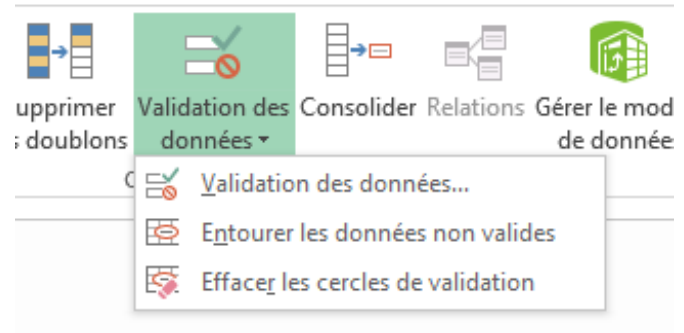 upprimer Validation des Consolider Relations Gérer le mod
s doublons données de donnée
Validation des données...
Entourer les données non valides
Effacer les cercles de validation